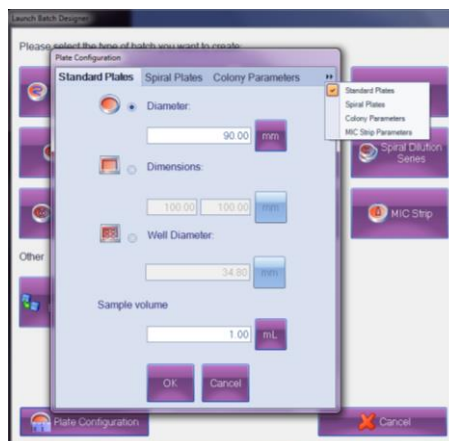 Launch Batch Designer
Please select the type of batch you want to create:
Plate Configuration
Standard Plates Spiral Plates Colony Parameters
Standard Plates
Spiral Plates
Colony Parameters
MIC Strip Parameters
Diameter:
90.00 mm
Spiral Dilution
Series
Dimensions:
100.00 100.00 mm
MIC Strip
Well Diameter:
Other
34.80 mm
Sample volume
1.00 mL
OK Cancel
Plate Configuration
Cancel